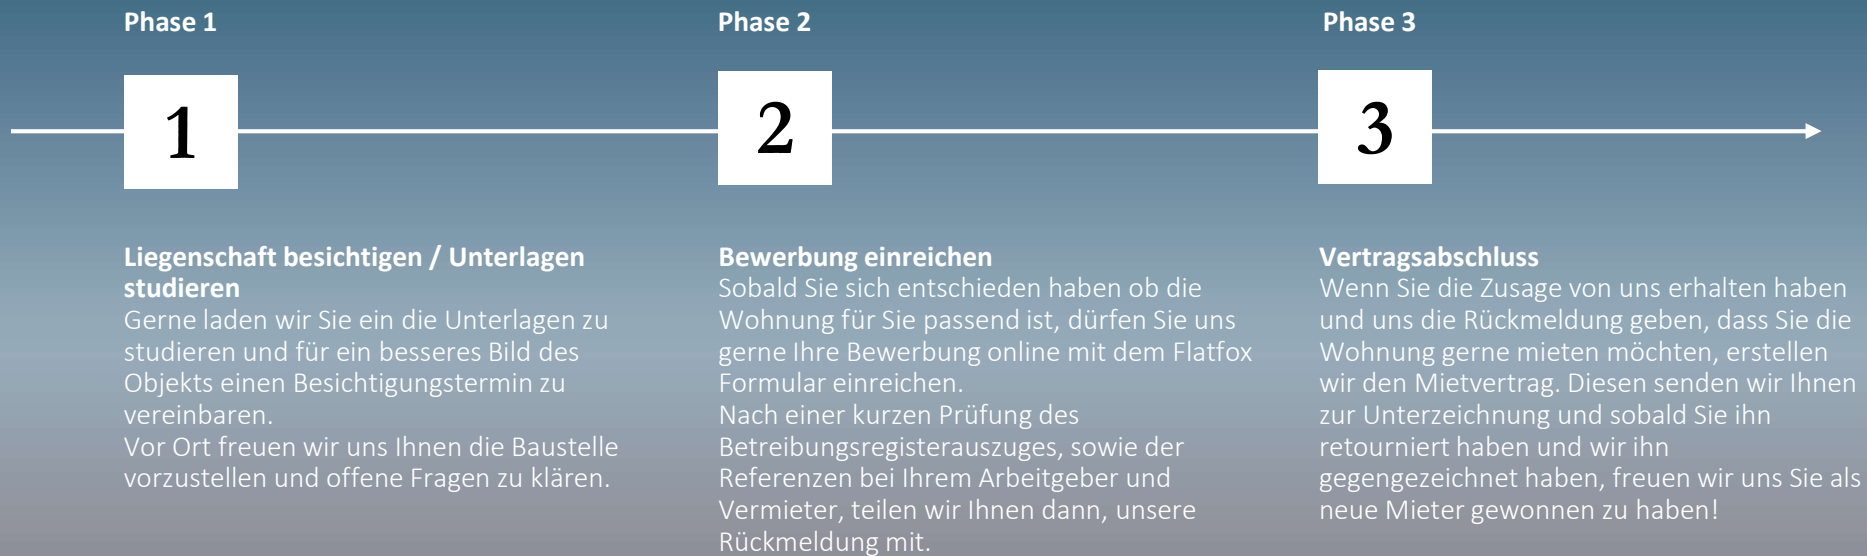 Phase 1
1
Liegenschaft besichtigen / Unterlagen
studieren
Gerne laden wir Sie ein die Unterlagen zu
studieren und für ein besseres Bild des
Objekts einen Besichtigungstermin zu
vereinbaren.
Vor Ort freuen wir uns Ihnen die Baustelle
vorzustellen und offene Fragen zu klären.
Phase 2
2
Bewerbung einreichen
Sobald Sie sich entschieden haben ob die
Wohnung für Sie passend ist, dürfen Sie uns
gerne Ihre Bewerbung online mit dem Flatfox
Formular einreichen.
Nach einer kurzen Prüfung des
Betreibungsregisterauszuges, sowie der
Referenzen bei Ihrem Arbeitgeber und
Vermieter, teilen wir Ihnen dann, unsere
Rückmeldung mit.
Phase 3
3
Vertragsabschluss
Wenn Sie die Zusage von uns erhalten haben
und uns die Rückmeldung geben, dass Sie die
Wohnung gerne mieten möchten, erstellen
wir den Mietvertrag. Diesen senden wir Ihnen
zur Unterzeichnung und sobald Sie ihn
retourniert haben und wir ihn
gegengezeichnet haben, freuen wir uns Sie als
neue Mieter gewonnen zu haben!